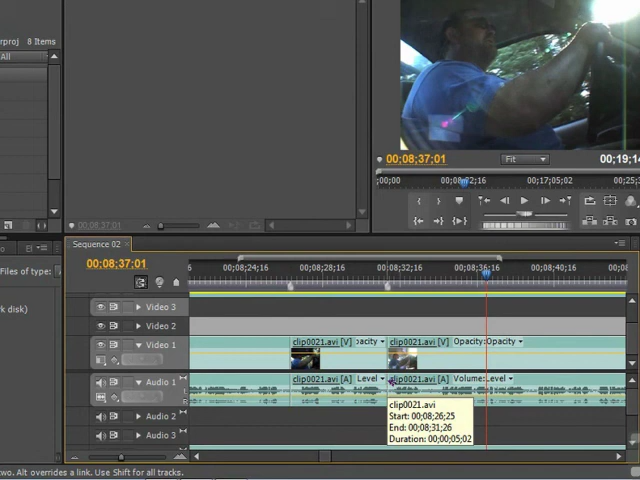 rproj 8 Items
All
00;08;37;01 Fit 00;19;14
;00;00 00;08;32;16 00;17;05;02 00;25;3
00;08;37;01
Sequence 02 ×
00;08;37;01
00;08;24;16 00;08;28;16 00;08;32;16 00;08;36;16 00;08;40;16 00;08
Files of type:
k disk)
Video 3
Video 2
Video 1
clip0021.avi [V] pacity clip0021.avi [V] Opacity:Opacity
Audio 1
clip0021.avi [A] Level clip0021.avi [A] Volume:Level
clip0021.avi
Start: 00;08;26;25
End: 00;08;31;26
Duration: 00;00;05;02
Audio 2
Audio 3
two. Alt overrides a link. Use Shift for all tracks.